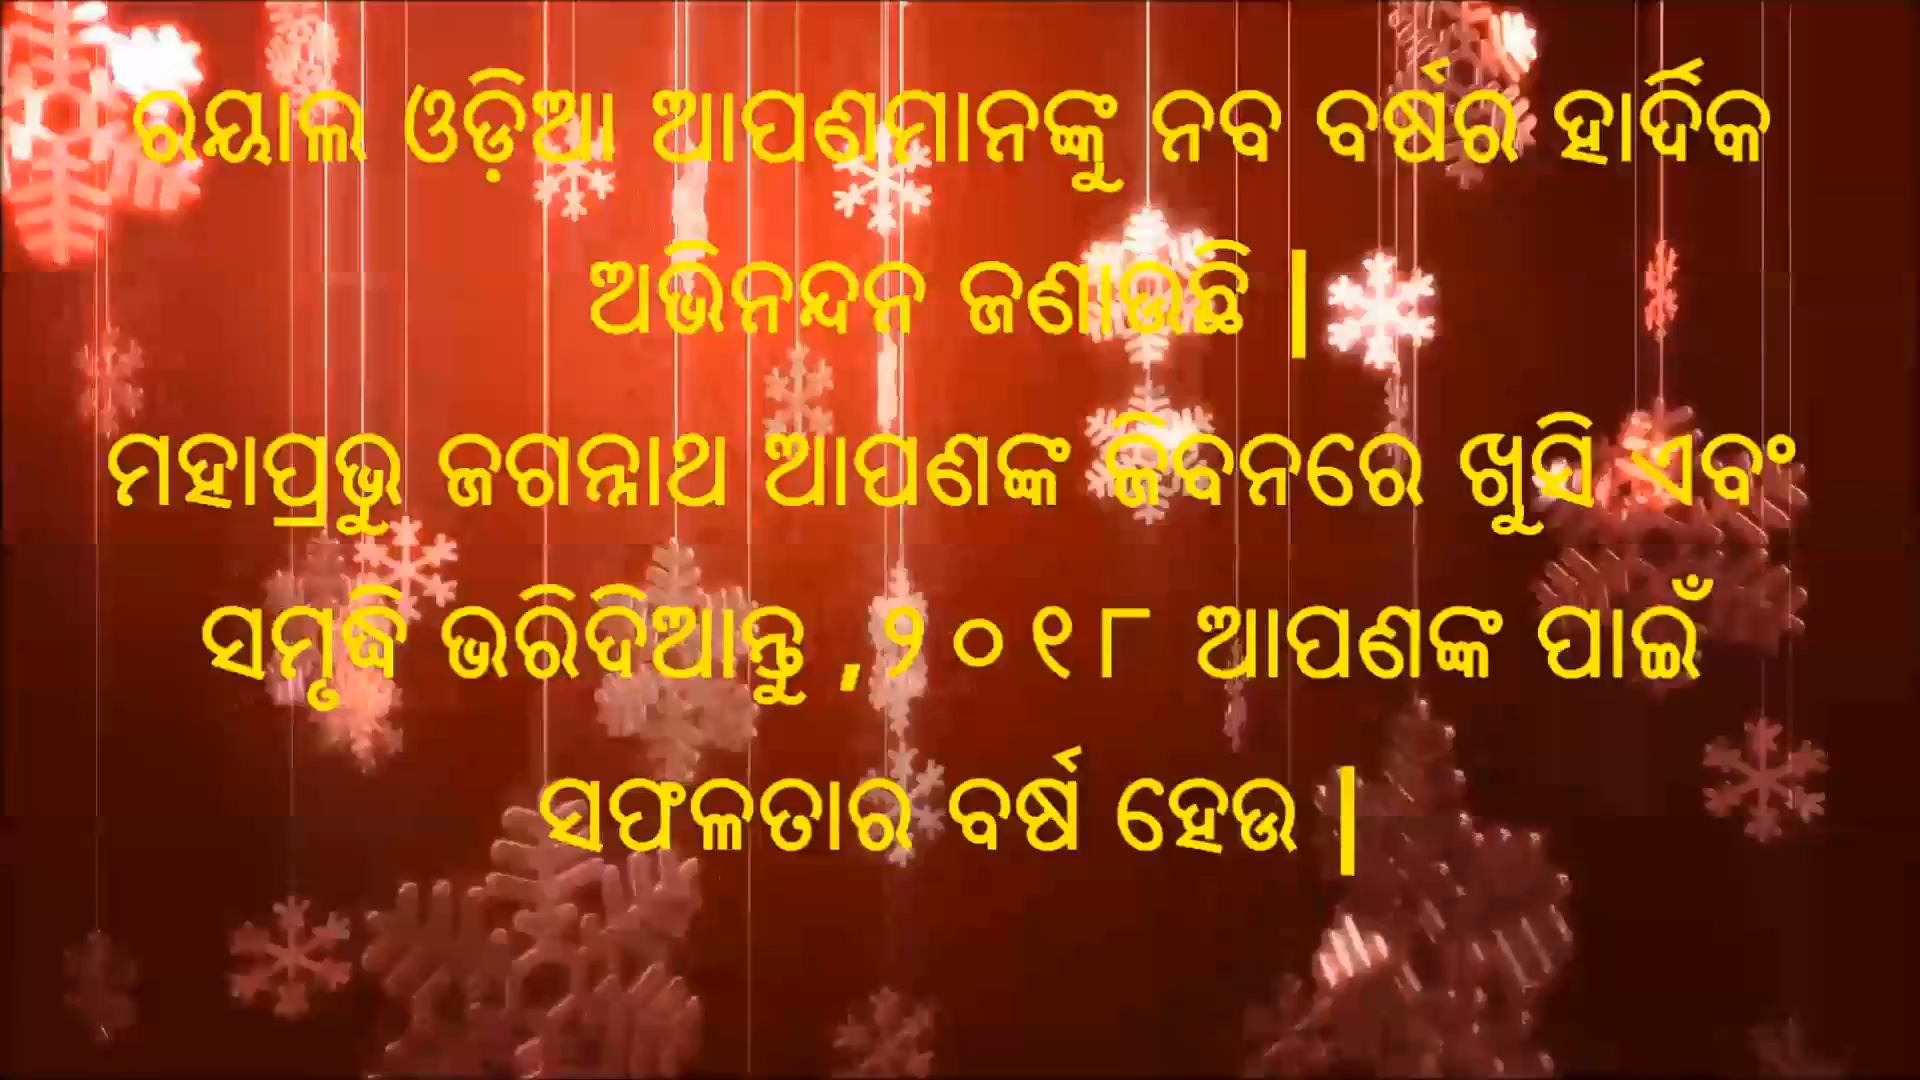 ରୟାଲ ଓଡ଼ିଆ ଆପଣମାନଙ୍କୁ ନବ ବର୍ଷର ହାର୍ଦିକ
ଅଭିନନ୍ଦନ ଜଣାଉଛି |
ମହାପ୍ରଭୁ ଜଗନ୍ନାଥ ଆପଣଙ୍କ ଜିବନରେ ଖୁସି ଏବଂ
ସମୃଦ୍ଧି ଭରିଦିଆନ୍ତୁ ,୨୦୧୮ ଆପଣଙ୍କ ପାଇଁ
ସଫଳତାର ବର୍ଷ ହେଉ |